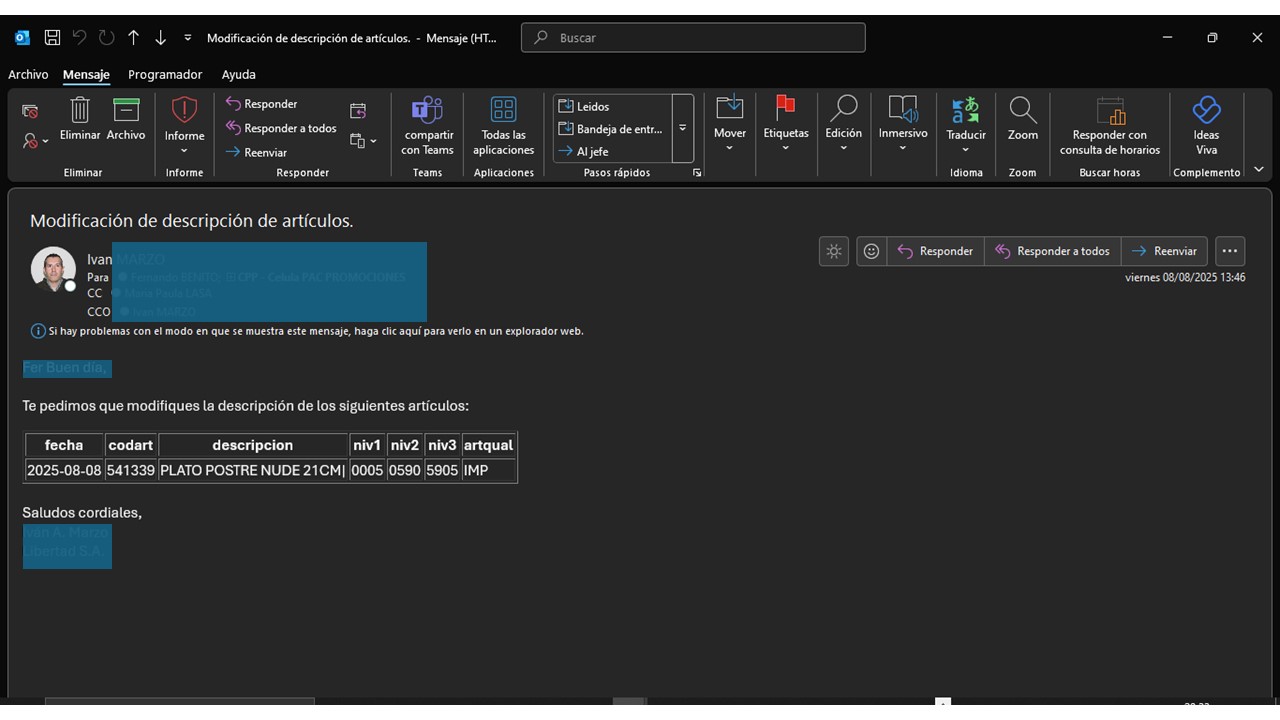 Modificación de descripción de artículos. - Mensaje (HT...
Buscar
Archivo Mensaje Programador Ayuda
Eliminar Archivo
Eliminar
Informe
Informe
Responder
Responder a todos
Reenviar
Responder
compartir con Teams
Teams
Todas las aplicaciones
Aplicaciones
Leidos
Bandeja de entr...
Al jefe
Pasos rápidos
Mover
Etiquetas
Edición
Inmersivo
Traducir
Idioma
Zoom
Zoom
Responder con consulta de horarios
Buscar horas
Ideas Viva
Complemento
Modificación de descripción de artículos.
Ivan MARZO
Para Fernando BENITO; CPP - Celula PAC PROMOCIONES
CC Maria Paula LASA
CCO Ivan MARZO
Responder Responder a todos Reenviar
viernes 08/08/2025 13:46
Si hay problemas con el modo en que se muestra este mensaje, haga clic aquí para verlo en un explorador web.
Fer Buen día,
Te pedimos que modifiques la descripción de los siguientes artículos:
fecha codart descripcion niv1 niv2 niv3 artqual
2025-08-08 541339 PLATO POSTRE NUDE 21CM| 0005 0590 5905 IMP
Saludos cordiales,
Iván A. Marzo
Libertad S.A.